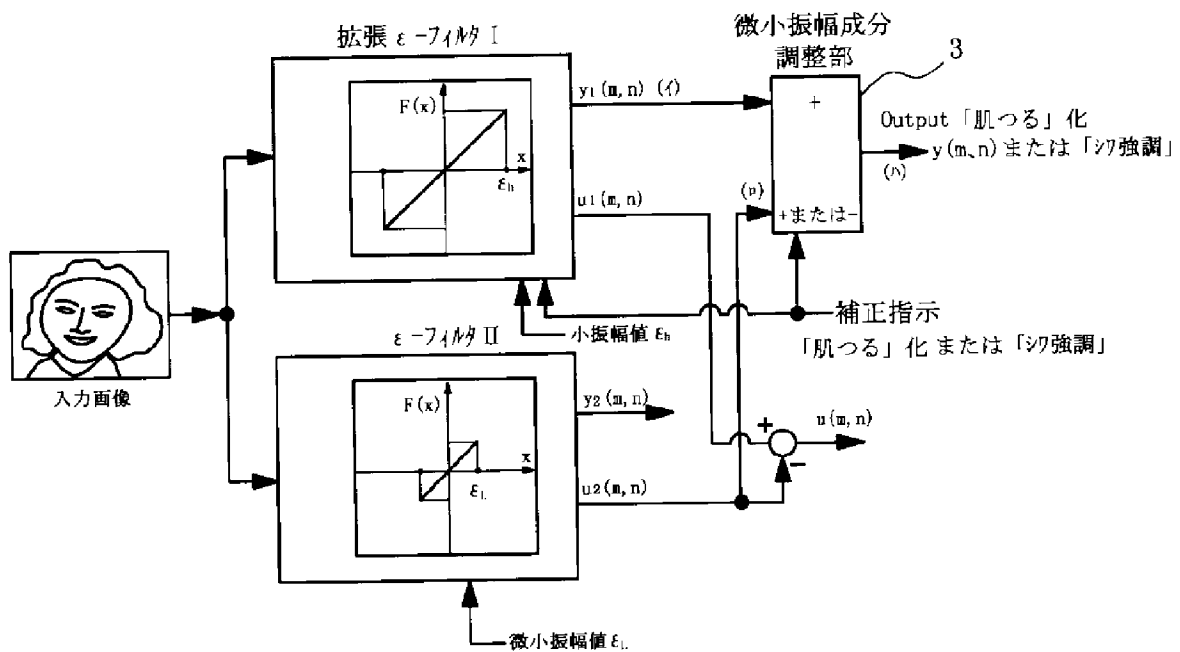 拡張 ε－フィルタ Ⅰ
微小振幅成分
調整部
3
F(x)
x
εh
y1(m,n) (イ)
u1(m,n)
+
(ロ)
+または-
Output 「肌つる」化
y(m、n) または「シワ強調」
(ハ)
入力画像
小振幅値 εh
補正指示
「肌つる」化 または「シワ強調」
ε－フィルタ Ⅱ
F(x)
x
εL
y2(m,n)
u2(m,n)
+
-
u(m,n)
微小振幅値 εL